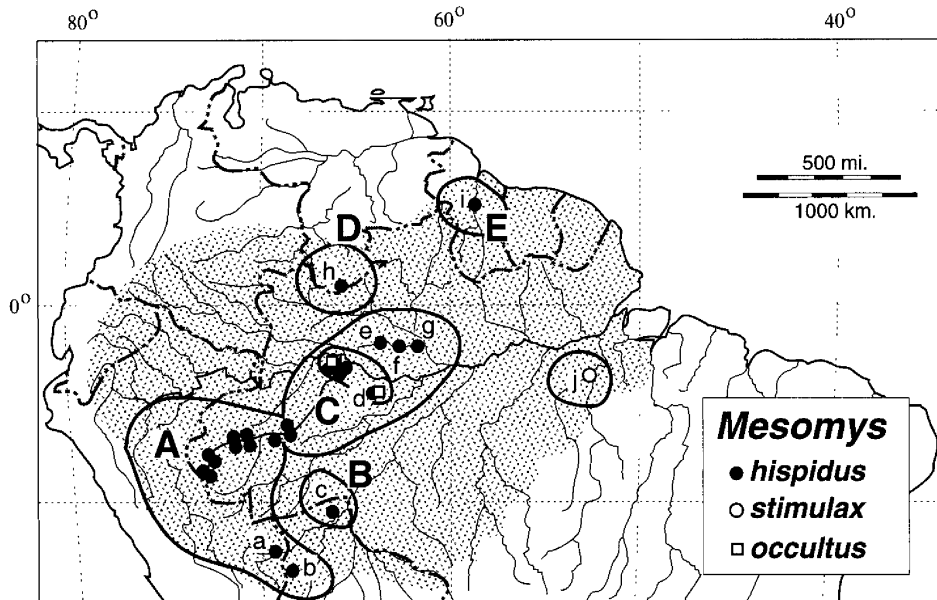 80° 60° 40°
500 mi.
1000 km.
D
i
E
h
0°
e g
f
j
d
C
A
B
c
a
b
Mesomys
hispidus
stimulax
occultus